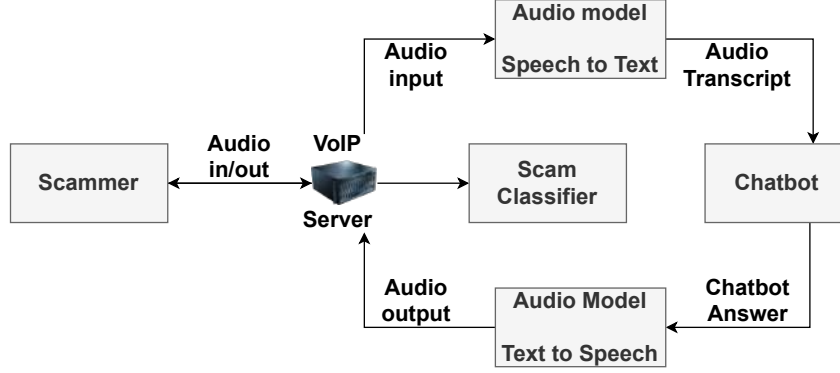 Audio model
Speech to Text
Audio
input
Audio
Transcript
Scammer
Audio
in/out
VoIP
Server
Scam
Classifier
Chatbot
Audio
output
Audio Model
Text to Speech
Chatbot
Answer